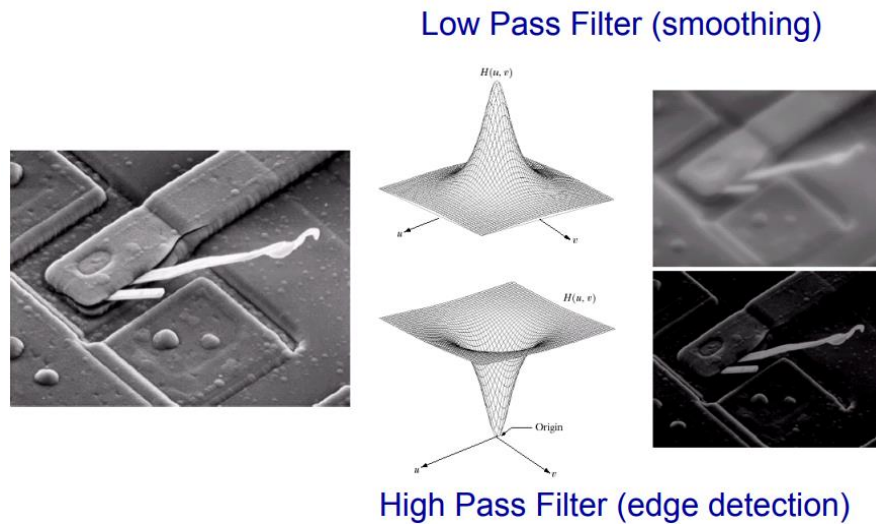 Low Pass Filter (smoothing)
H(u, v)
u
v
H(u, v)
Origin
u
v
High Pass Filter (edge detection)